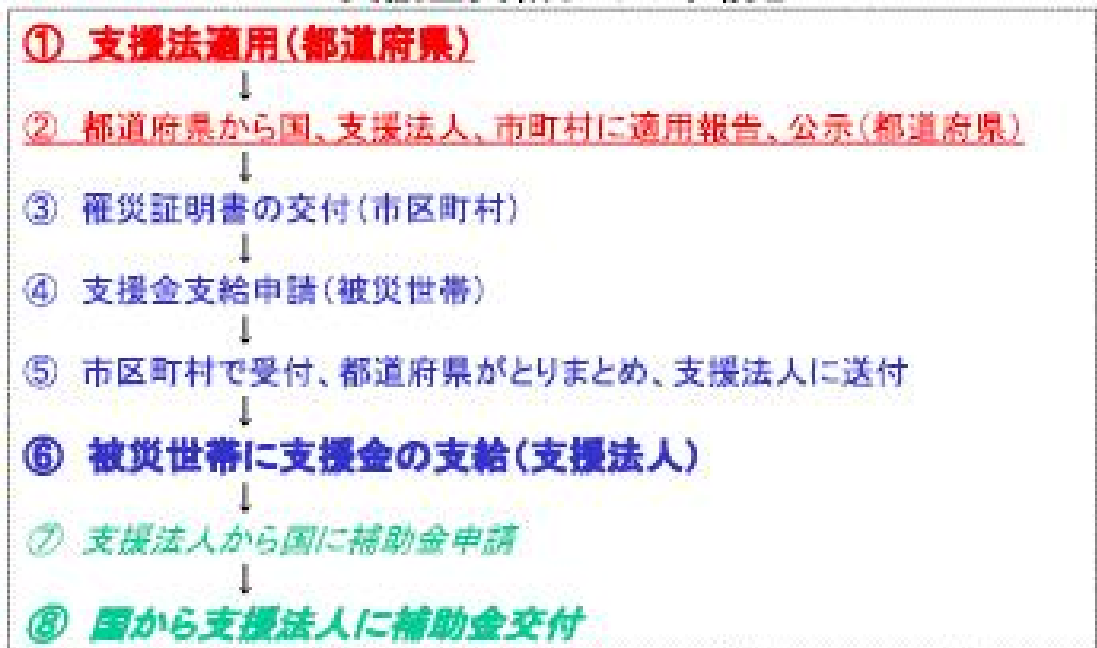 ① 支援法適用(都道府県)
↓
② 都道府県から国、支援法人、市町村に適用報告、公示(都道府県)
↓
③ 罹災証明書の交付(市区町村)
↓
④ 支援金支給申請(被災世帯)
↓
⑤ 市区町村で受付、都道府県がとりまとめ、支援法人に送付
↓
⑥ 被災世帯に支援金の支給(支援法人)
↓
⑦ 支援法人から国に補助金申請
↓
⑧ 国から支援法人に補助金交付